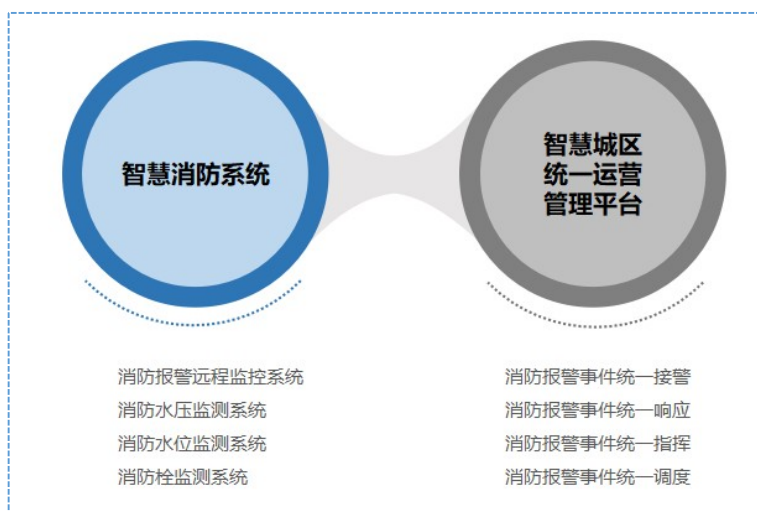 智慧消防系统
智慧城区
统一运营
管理平台
消防报警远程监控系统
消防水压监测系统
消防水位监测系统
消防栓监测系统
消防报警事件统一接警
消防报警事件统一响应
消防报警事件统一指挥
消防报警事件统一调度